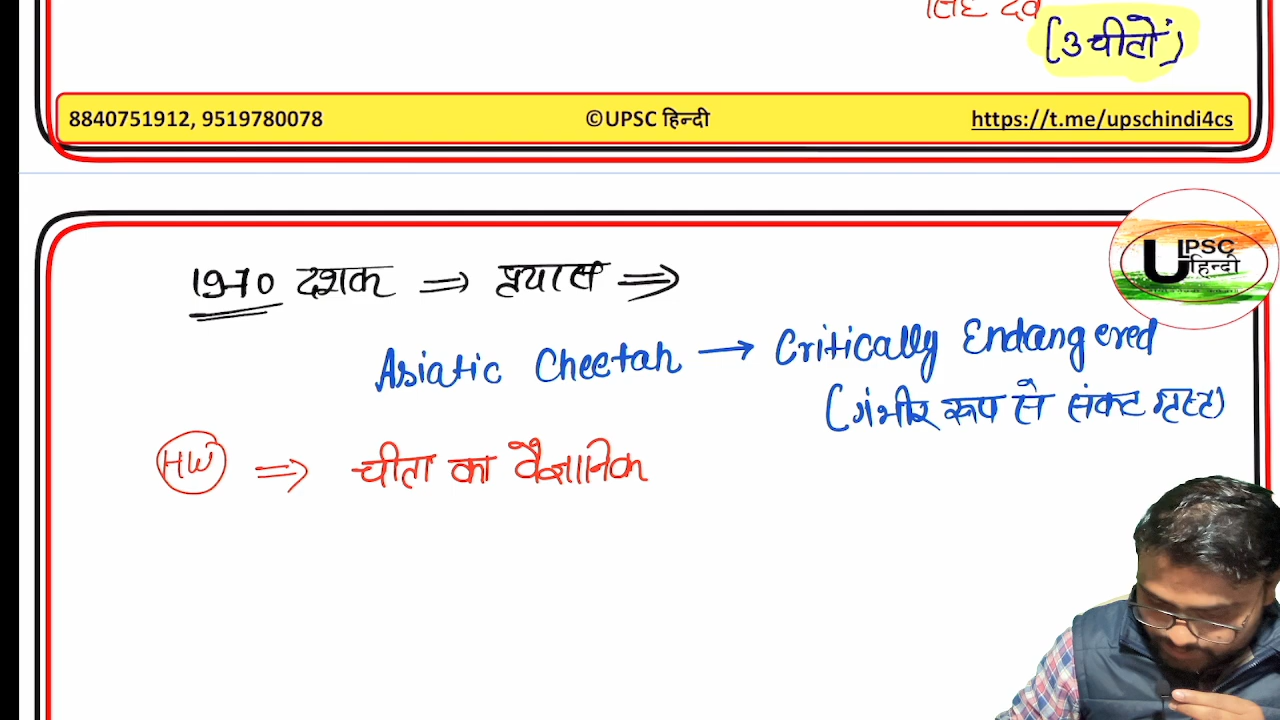 सिंह देव
(3 चीतों)
8840751912, 9519780078 ©UPSC हिन्दी https://t.me/upschindi4cs
UPSC
हिन्दी
1970 दशक ⇒ प्रयास ⇒
Asiatic Cheetah → Critically Endangered
(गंभीर रूप से संकट ग्रस्त)
HW ⇒ चीता का वैज्ञानिक